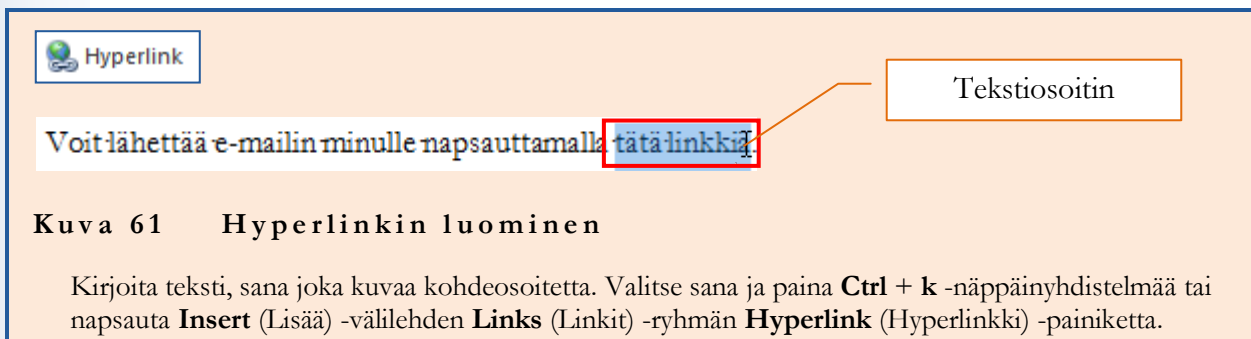 Hyperlink
Tekstiosoitin
Voit lähettää e-mailin minulle napsauttamalla tätä linkkiä.
Kuva 61 Hyperlinkin luominen
Kirjoita teksti, sana joka kuvaa kohdeosoitetta. Valitse sana ja paina Ctrl + k -näppäinyhdistelmää tai
napsauta Insert (Lisää) -välilehden Links (Linkit) -ryhmän Hyperlink (Hyperlinkki) -painiketta.